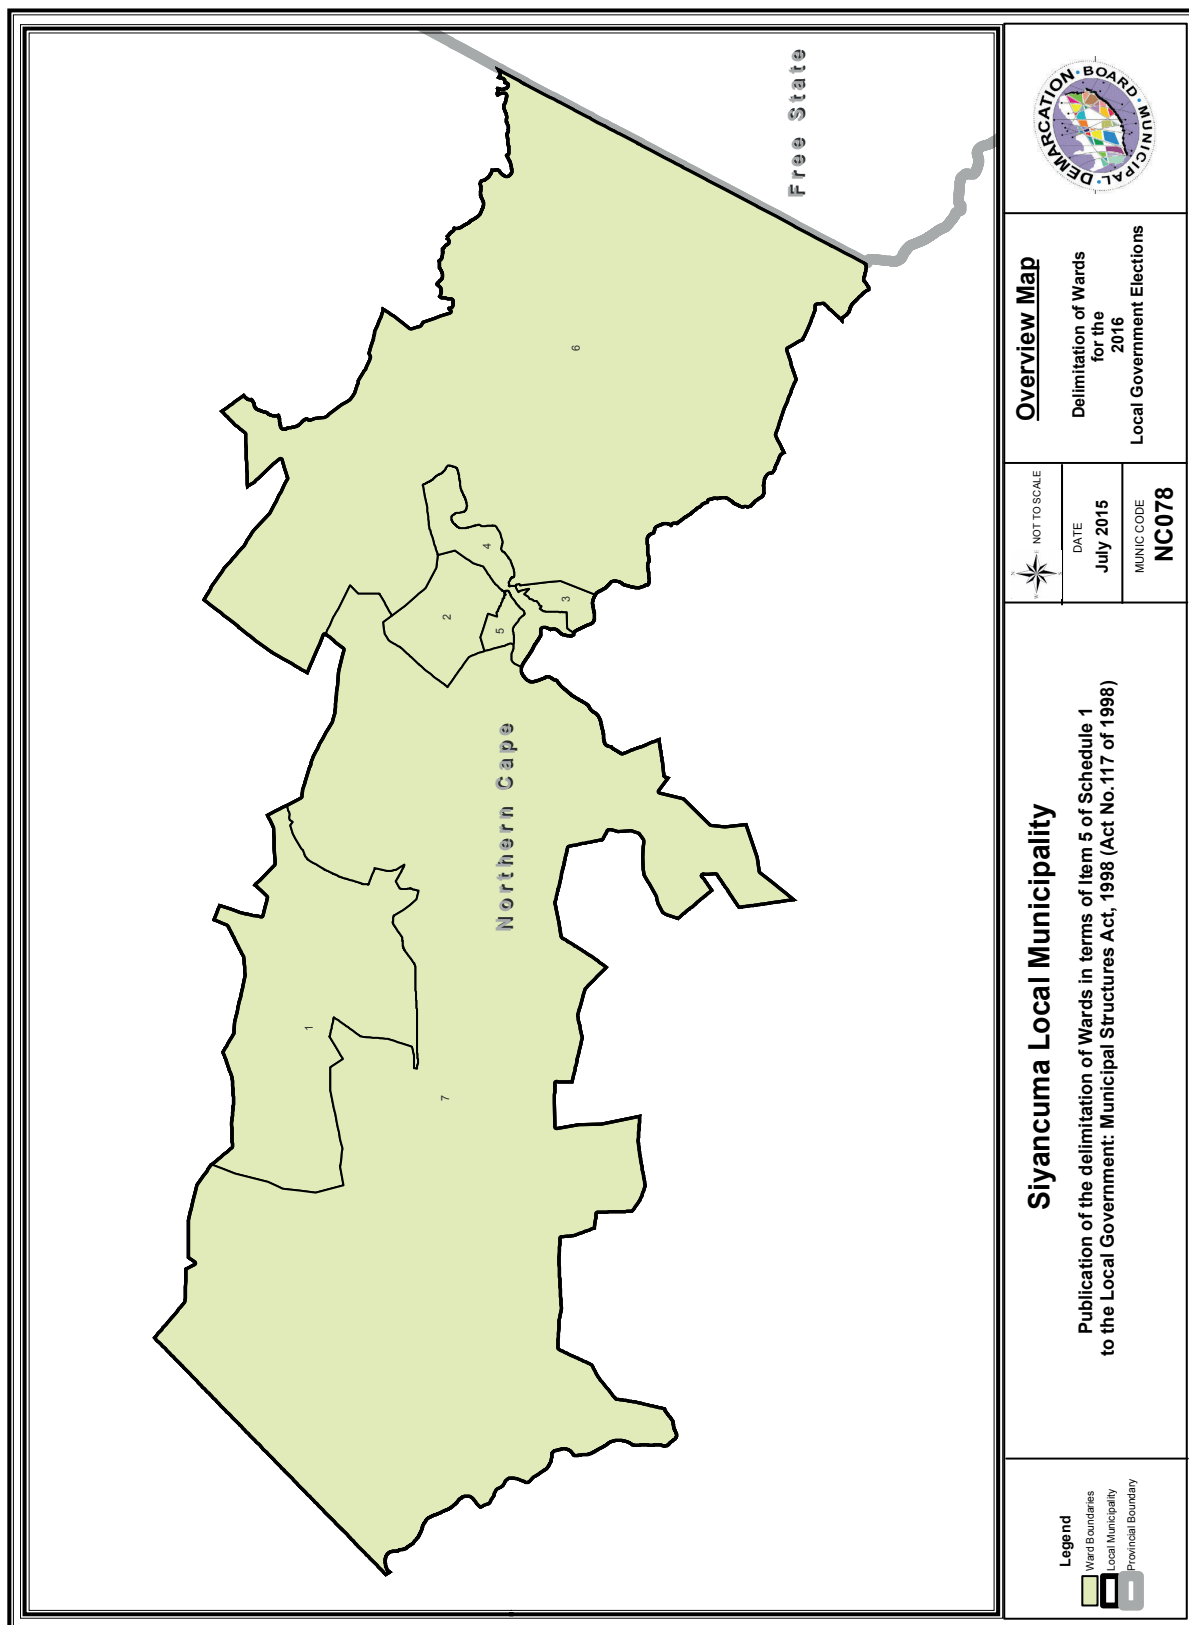 Free State
Northern Cape
1
2
3
4
5
6
7
Legend
Ward Boundaries
Local Municipality
Provincial Boundary
Siyancuma Local Municipality
Publication of the delimitation of Wards in terms of Item 5 of Schedule 1
to the Local Government: Municipal Structures Act, 1998 (Act No.117 of 1998)
NOT TO SCALE
DATE
July 2015
MUNIC CODE
NC078
Overview Map
Delimitation of Wards
for the
2016
Local Government Elections
MUNICIPAL · DEMARCATION · BOARD ·